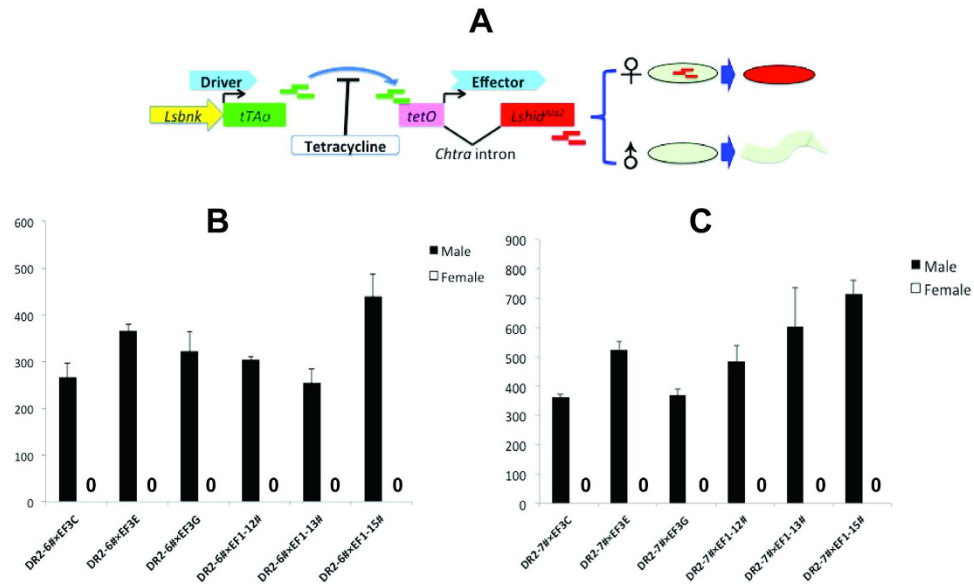 A
Driver
Effector
Lsbnk
tTAo
tetO
Lshid^Ala2
Tetracycline
Chtra intron
♀
♂
B
600
500
400
300
200
100
0
Male
Female
0 0 0 0 0 0
DR2-6#×EF3C
DR2-6#×EF3E
DR2-6#×EF3G
DR2-6#×EF1-12#
DR2-6#×EF1-13#
DR2-6#×EF1-15#
C
900
800
700
600
500
400
300
200
100
0
Male
Female
0 0 0 0 0 0
DR2-7#×EF3C
DR2-7#×EF3E
DR2-7#×EF3G
DR2-7#×EF1-12#
DR2-7#×EF1-13#
DR2-7#×EF1-15#